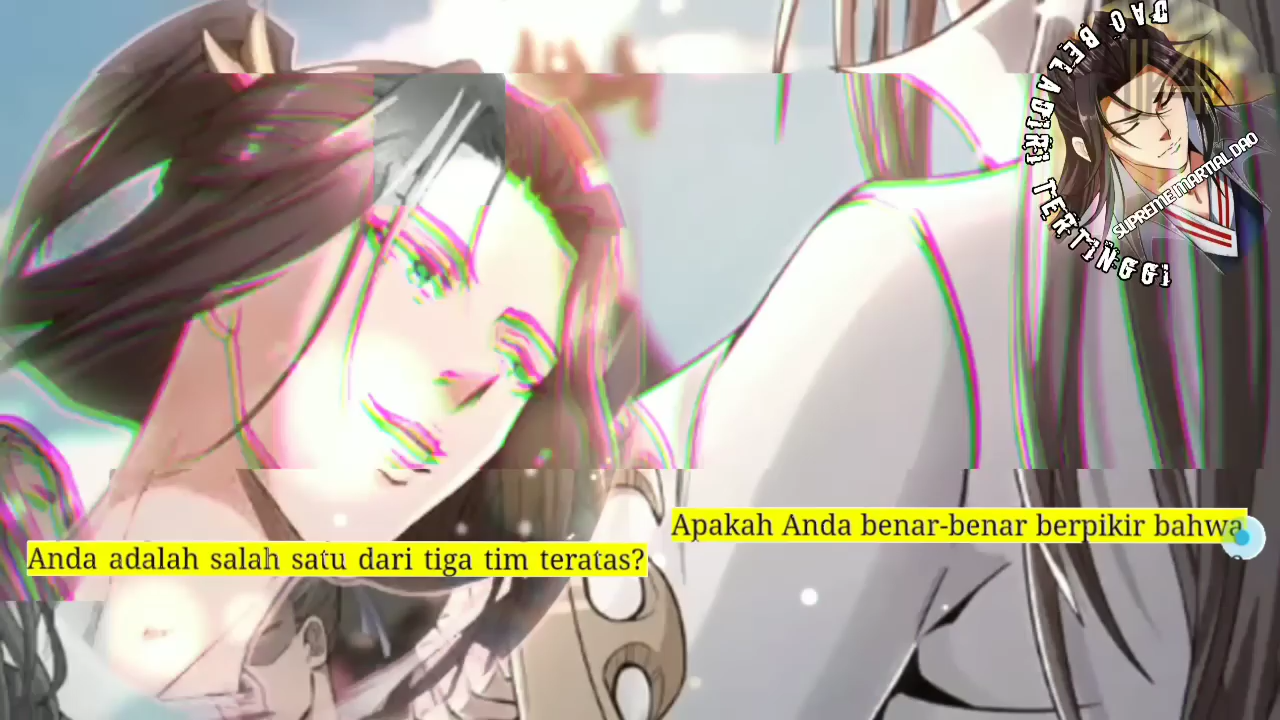 DAO BELADIRI TERTINGGI
SUPREME MARTIAL DAO
Apakah Anda benar-benar berpikir bahwa
Anda adalah salah satu dari tiga tim teratas?